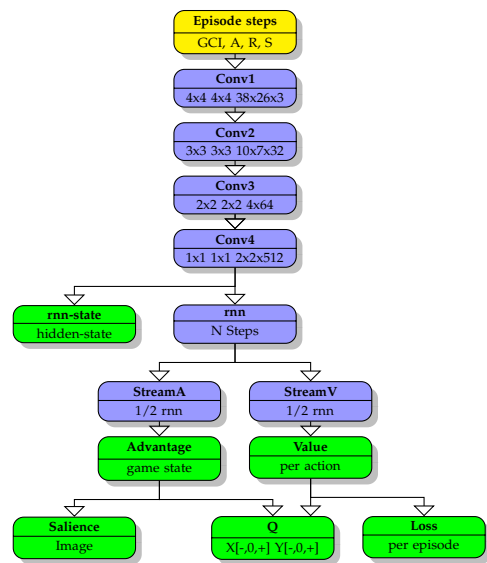 Episode steps
GCI, A, R, S
Conv1
4x4 4x4 38x26x3
Conv2
3x3 3x3 10x7x32
Conv3
2x2 2x2 4x64
Conv4
1x1 1x1 2x2x512
rnn-state
hidden-state
rnn
N Steps
StreamA
1/2 rnn
StreamV
1/2 rnn
Advantage
game state
Value
per action
Salience
Image
Q
X[-,0,+] Y[-,0,+]
Loss
per episode